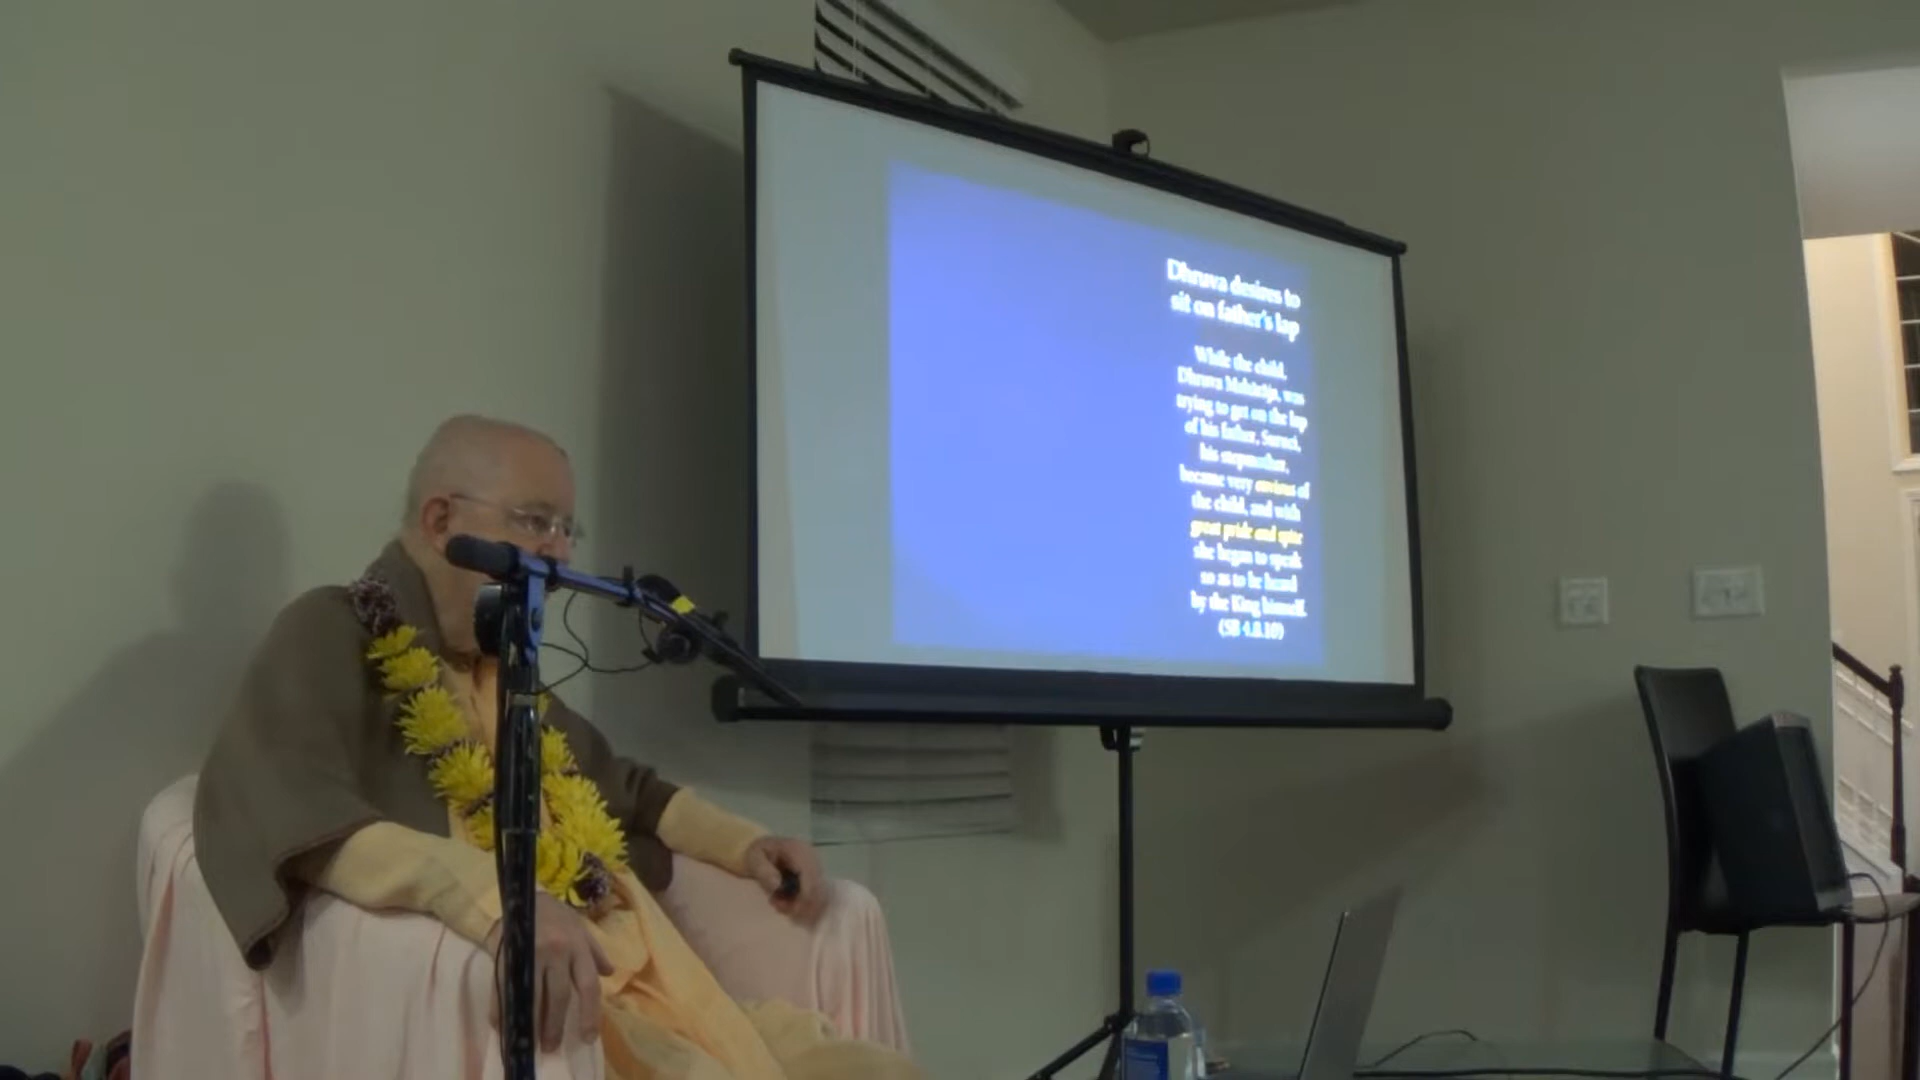 Dhruva desires to
sit on father's lap
While the child,
Dhruva Mahārāja, was
trying to get on the lap
of his father, Suruci,
his stepmother,
became very envious of
the child, and with
great pride and spite
she began to speak
so as to be heard
by the King himself.
(SB 4.8.10)